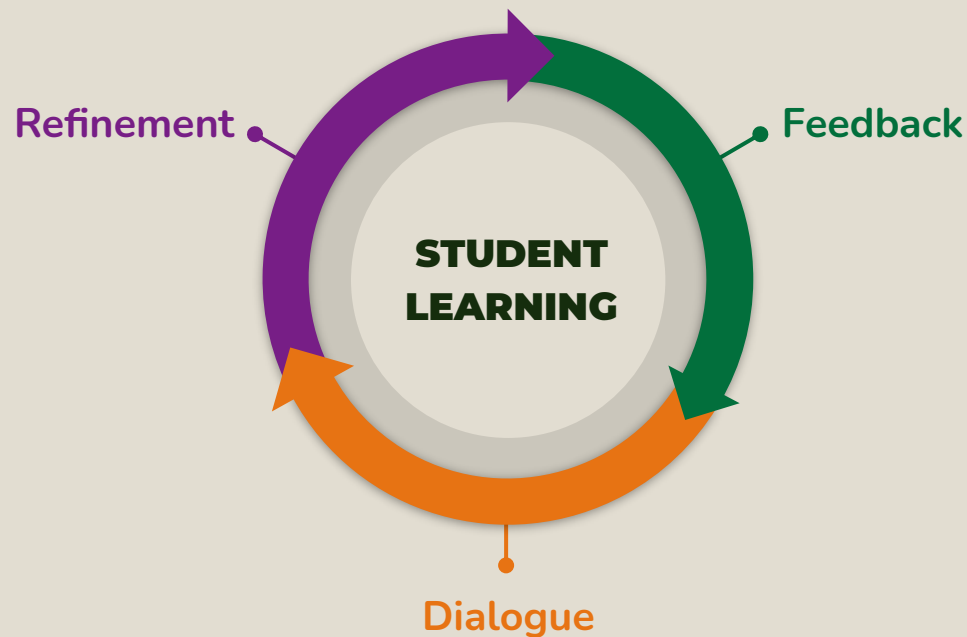 Refinement
Feedback
STUDENT
LEARNING
Dialogue